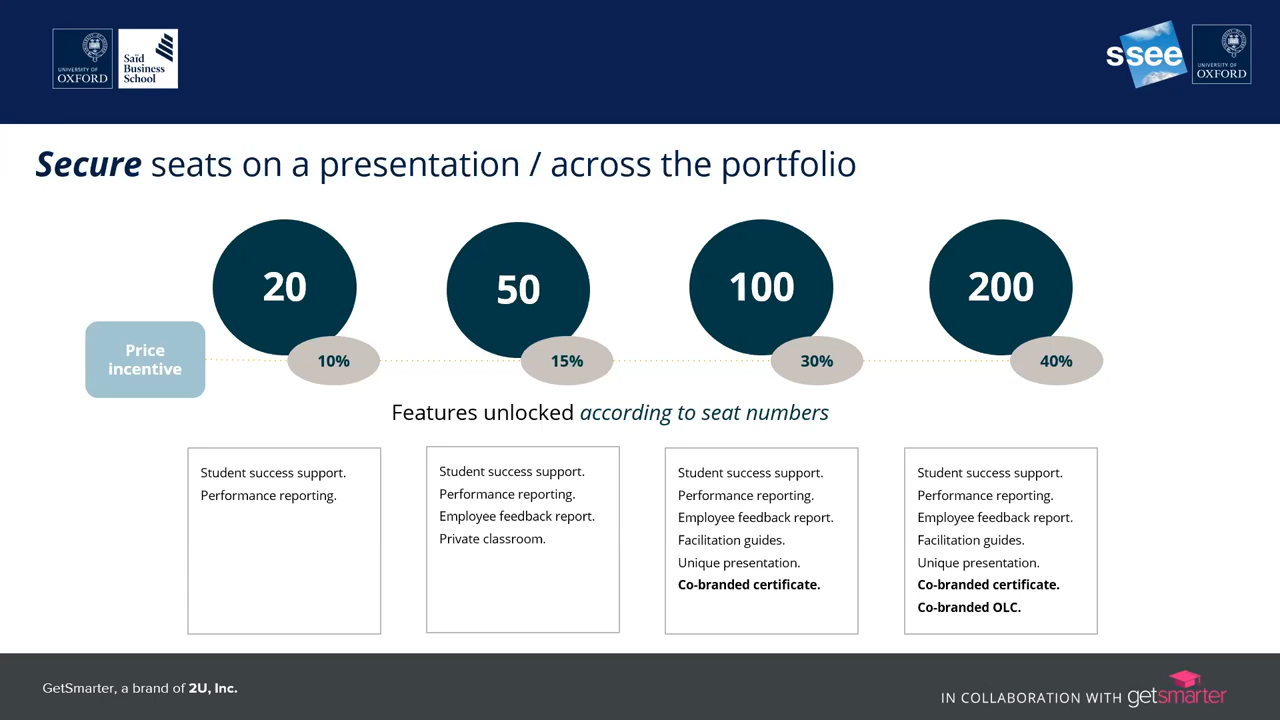 UNIVERSITY OF
OXFORD
Saïd
Business
School
ssee
UNIVERSITY OF
OXFORD
Secure seats on a presentation / across the portfolio
20
50
100
200
Price
incentive
10%
15%
30%
40%
Features unlocked according to seat numbers
Student success support.
Performance reporting.
Student success support.
Performance reporting.
Employee feedback report.
Private classroom.
Student success support.
Performance reporting.
Employee feedback report.
Facilitation guides.
Unique presentation.
Co-branded certificate.
Student success support.
Performance reporting.
Employee feedback report.
Facilitation guides.
Unique presentation.
Co-branded certificate.
Co-branded OLC.
GetSmarter, a brand of 2U, Inc.
IN COLLABORATION WITH getsmarter